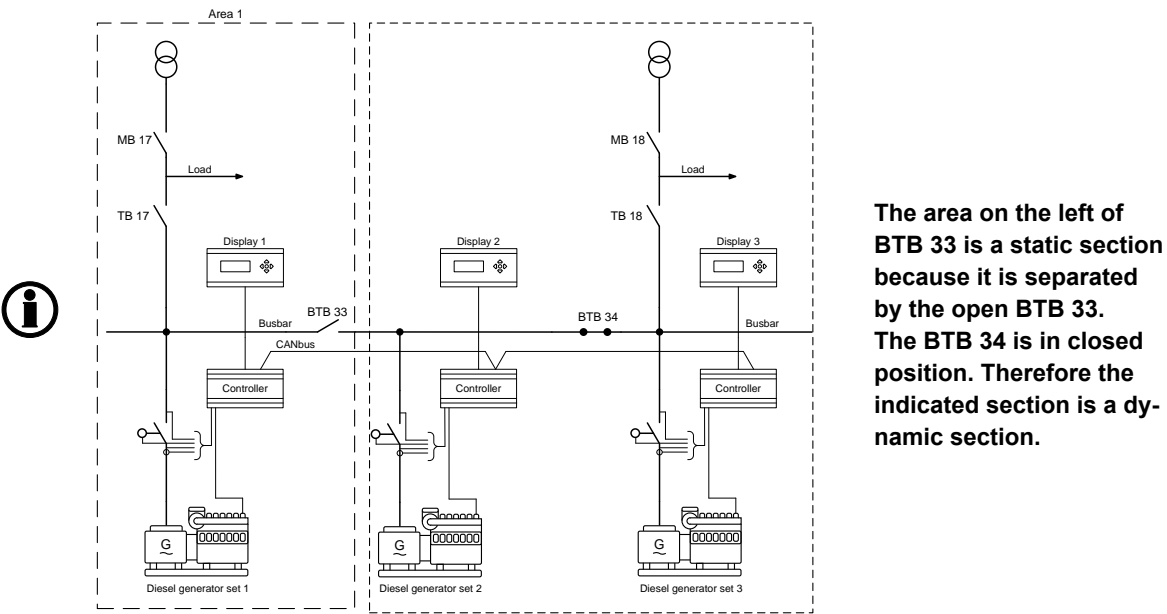 Area 1
MB 17
MB 18
Load
Load
TB 17
TB 18
Display 1
Display 2
Display 3
BTB 33
BTB 34
Busbar
Busbar
CANbus
Controller
Controller
Controller
G
~
G
~
G
~
Diesel generator set 1
Diesel generator set 2
Diesel generator set 3
The area on the left of
BTB 33 is a static section
because it is separated
by the open BTB 33.
The BTB 34 is in closed
position. Therefore the
indicated section is a dy-
namic section.